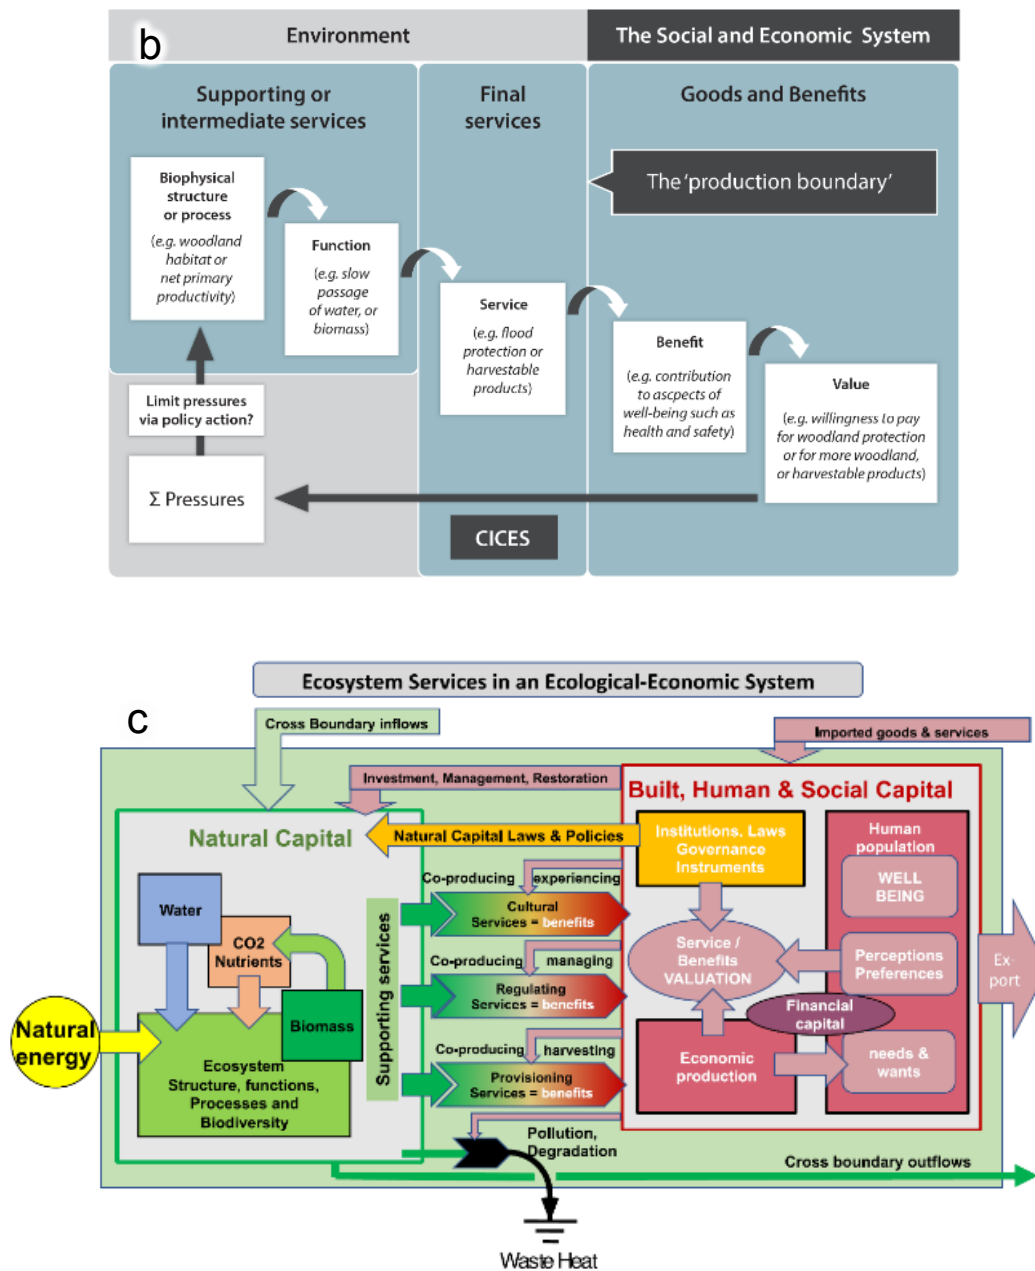 b
Environment
The Social and Economic System
Supporting or
intermediate services
Final
services
Goods and Benefits
The 'production boundary'
Biophysical
structure
or process
(e.g. woodland
habitat or
net primary
productivity)
Function
(e.g. slow
passage
of water, or
biomass)
Service
(e.g. flood
protection or
harvestable
products)
Benefit
(e.g. contribution
to aspcects of
well-being such as
health and safety)
Value
(e.g. willingness to pay
for woodland protection
or for more woodland,
or harvestable products)
Limit pressures
via policy action?
Σ Pressures
CICES
Ecosystem Services in an Ecological-Economic System
c
Cross Boundary inflows
Imported goods & services
Investment, Management, Restoration
Built, Human & Social Capital
Natural Capital
Natural Capital Laws & Policies
Institutions, Laws
Governance
Instruments
Human
population
WELL
BEING
Co-producing experiencing
Cultural
Services = benefits
Water
CO2
Nutrients
Supporting services
Co-producing managing
Regulating
Services = benefits
Service /
Benefits
VALUATION
Perceptions
Preferences
Ex-
port
Natural
energy
Biomass
Financial
capital
Ecosystem
Structure, functions,
Processes and
Biodiversity
Co-producing harvesting
Provisioning
Services = benefits
Economic
production
needs &
wants
Pollution,
Degradation
Cross boundary outflows
Waste Heat